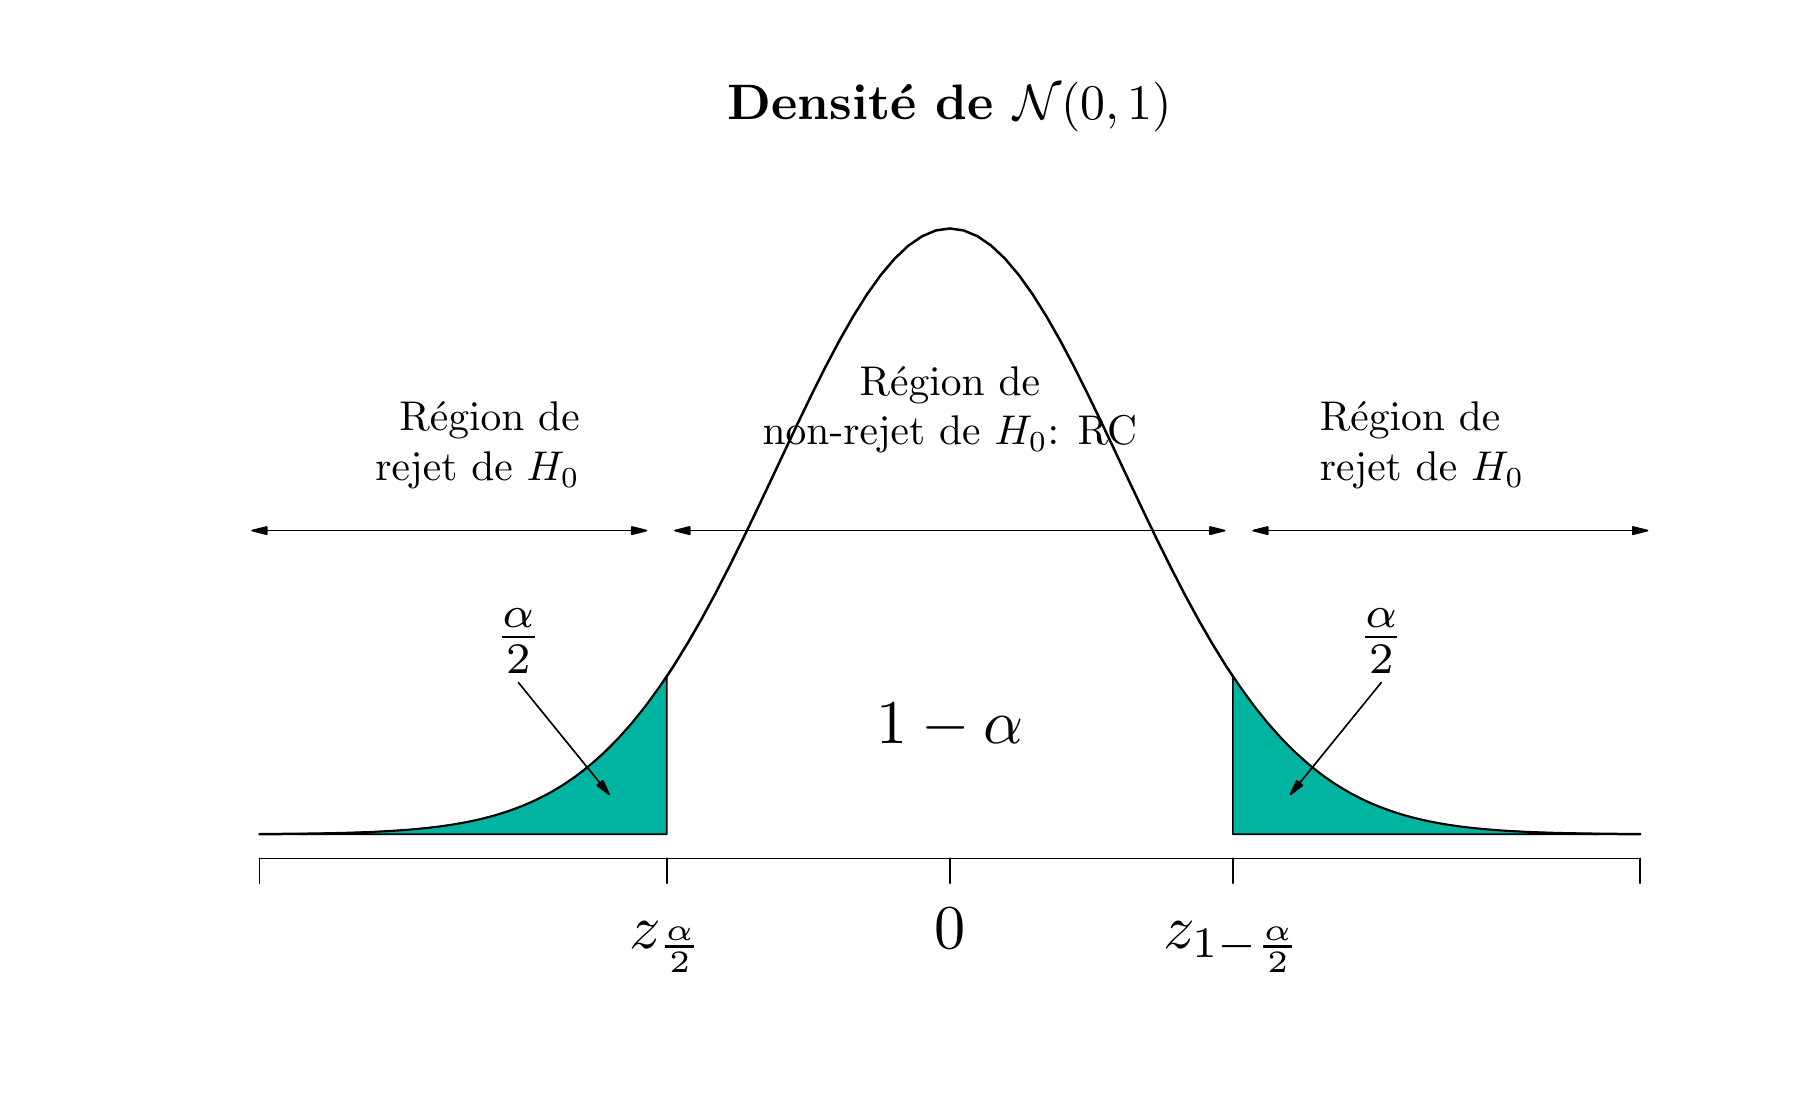 Densité de 𝒩(0, 1)
Région de
non-rejet de H₀: RC
Région de
rejet de H₀
Région de
rejet de H₀
α/2
α/2
1 − α
z_{α/2}
0
z_{1−α/2}